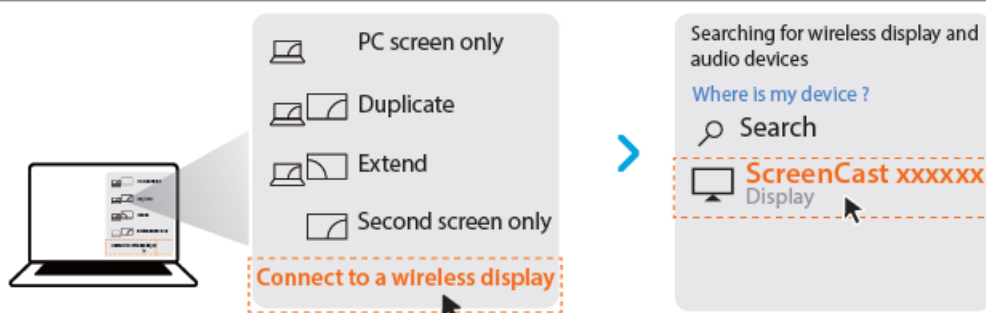 PC screen only
Duplicate
Extend
Second screen only
Connect to a wireless display
Searching for wireless display and
audio devices
Where is my device ?
Search
ScreenCast xxxxxx
Display